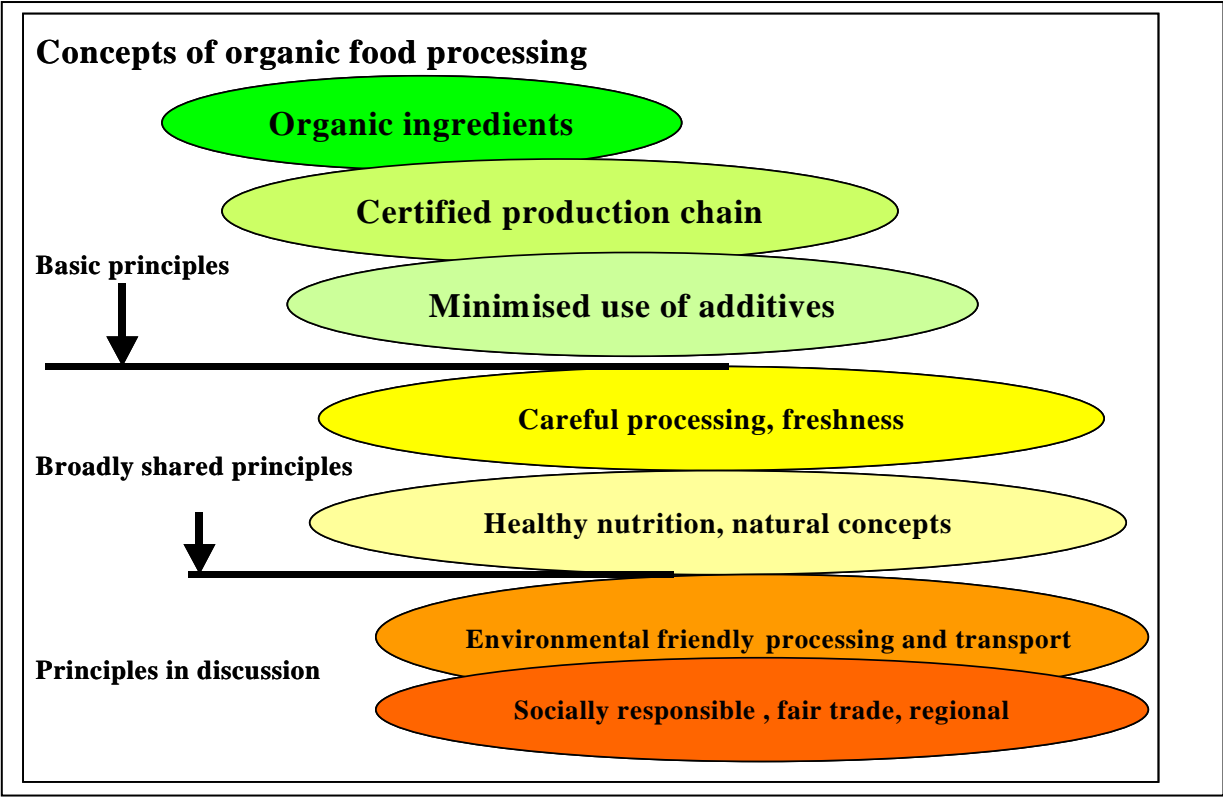 Concepts of organic food processing
Organic ingredients
Certified production chain
Basic principles
Minimised use of additives
Careful processing, freshness
Broadly shared principles
Healthy nutrition, natural concepts
Environmental friendly processing and transport
Principles in discussion
Socially responsible , fair trade, regional